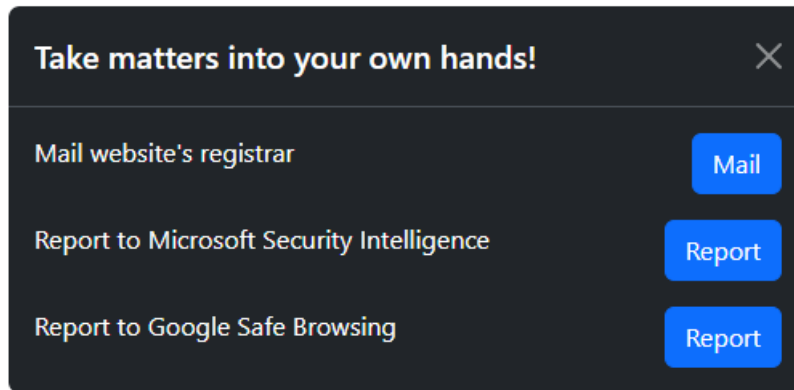 Take matters into your own hands!
Mail website's registrar
Mail
Report to Microsoft Security Intelligence
Report
Report to Google Safe Browsing
Report